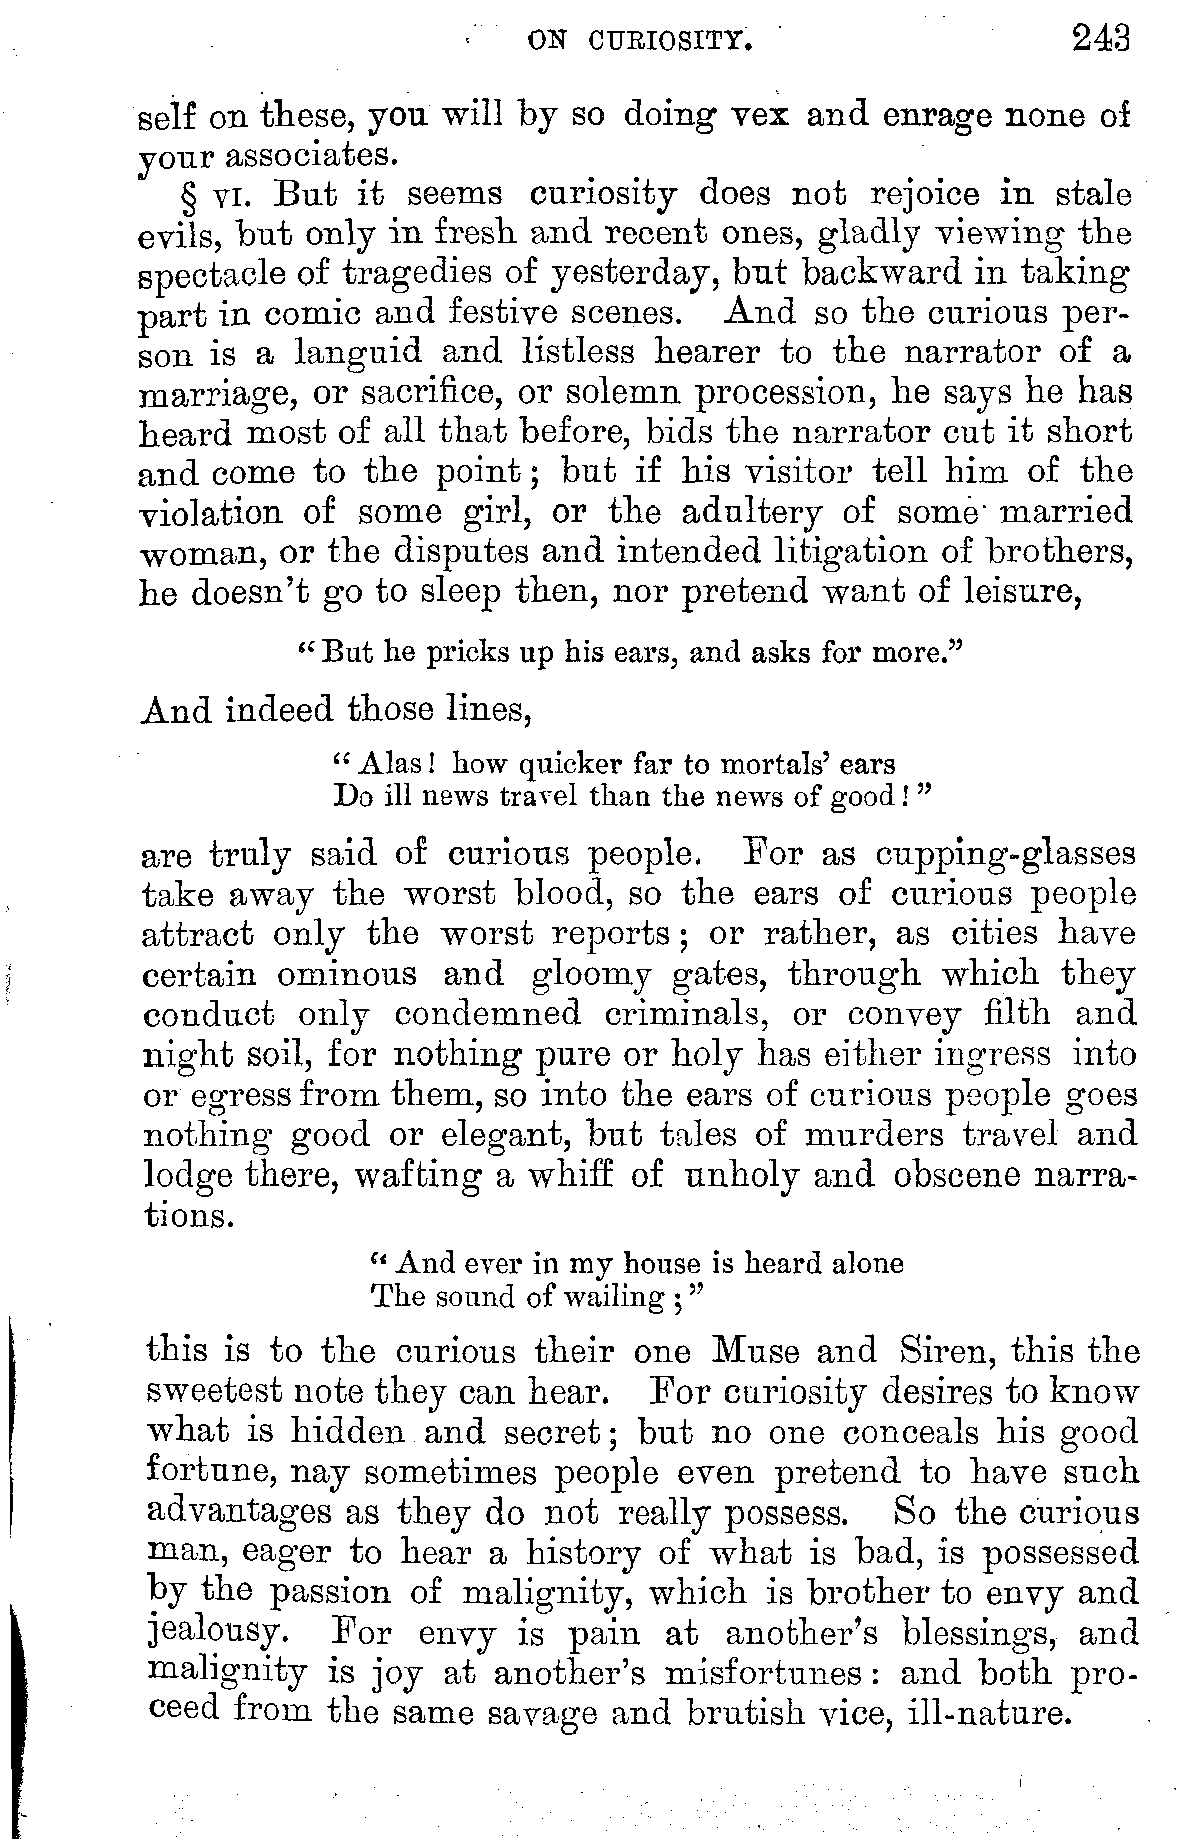 ON CURIOSITY. 243
self on these, you will by so doing vex and enrage none of
your associates.
§ VI. But it seems curiosity does not rejoice in stale
evils, but only in fresh and recent ones, gladly viewing the
spectacle of tragedies of yesterday, but backward in taking
part in comic and festive scenes. And so the curious per-
son is a languid and listless hearer to the narrator of a
marriage, or sacrifice, or solemn procession, he says he has
heard most of all that before, bids the narrator cut it short
and come to the point; but if his visitor tell him of the
violation of some girl, or the adultery of some married
woman, or the disputes and intended litigation of brothers,
he doesn't go to sleep then, nor pretend want of leisure,
“But he pricks up his ears, and asks for more.”
And indeed those lines,
“Alas! how quicker far to mortals' ears
Do ill news travel than the news of good!”
are truly said of curious people. For as cupping-glasses
take away the worst blood, so the ears of curious people
attract only the worst reports; or rather, as cities have
certain ominous and gloomy gates, through which they
conduct only condemned criminals, or convey filth and
night soil, for nothing pure or holy has either ingress into
or egress from them, so into the ears of curious people goes
nothing good or elegant, but tales of murders travel and
lodge there, wafting a whiff of unholy and obscene narra-
tions.
“And ever in my house is heard alone
The sound of wailing;”
this is to the curious their one Muse and Siren, this the
sweetest note they can hear. For curiosity desires to know
what is hidden and secret; but no one conceals his good
fortune, nay sometimes people even pretend to have such
advantages as they do not really possess. So the curious
man, eager to hear a history of what is bad, is possessed
by the passion of malignity, which is brother to envy and
jealousy. For envy is pain at another's blessings, and
malignity is joy at another's misfortunes: and both pro-
ceed from the same savage and brutish vice, ill-nature.